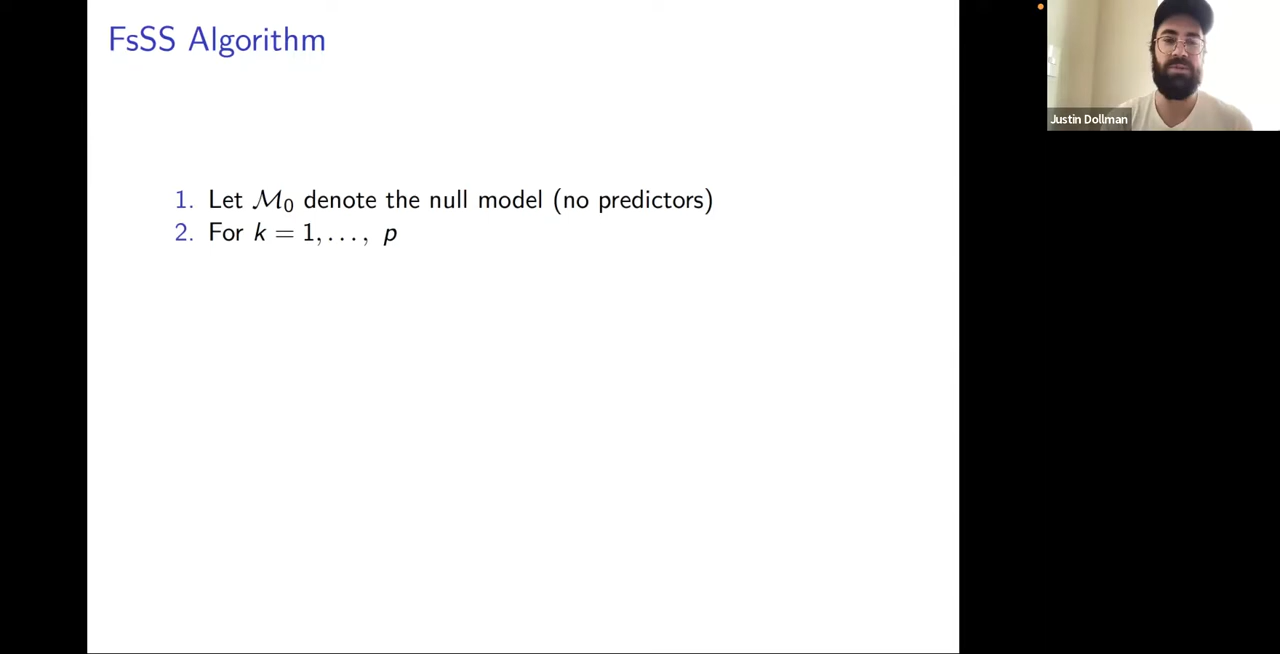 FsSS Algorithm
Justin Dollman
1. Let ℳ₀ denote the null model (no predictors)
2. For k = 1, . . . , p